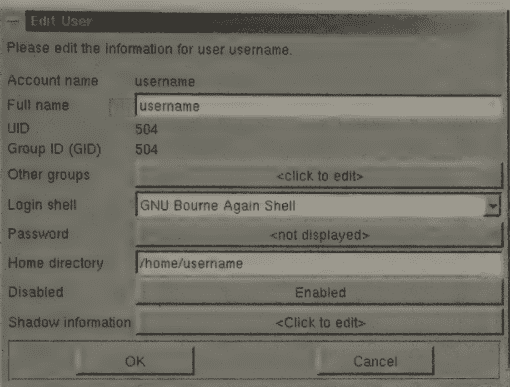 Edit User
Please edit the information for user username.
Account name username
Full name username
UID 504
Group ID (GID) 504
Other groups <click to edit>
Login shell GNU Bourne Again Shell
Password <not displayed>
Home directory /home/username
Disabled Enabled
Shadow information <Click to edit>
OK Cancel